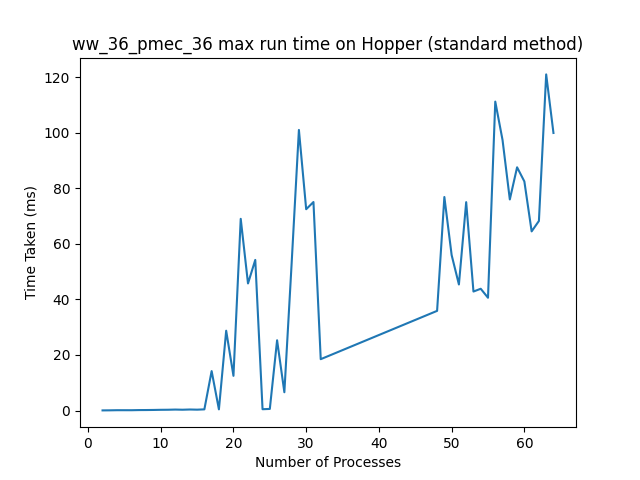 ww_36_pmec_36 max run time on Hopper (standard method)
120
100
80
60
40
20
0
Time Taken (ms)
0 10 20 30 40 50 60
Number of Processes